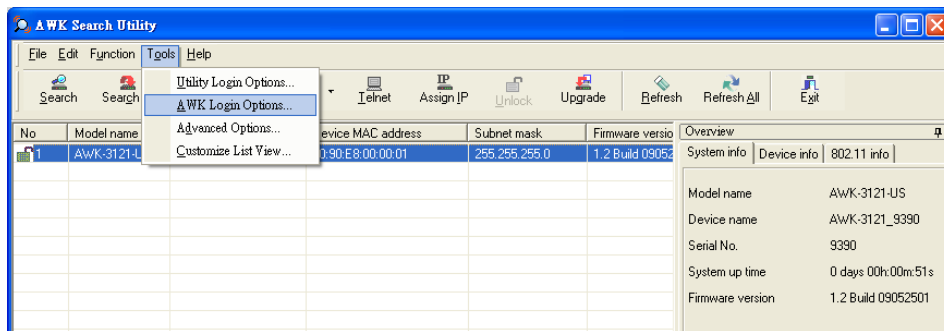 AWK Search Utility
File Edit Function Tools Help
Search Search Telnet Assign IP Unlock Upgrade Refresh Refresh All Exit
Utility Login Options...
AWK Login Options...
Advanced Options...
Customize List View...
No Model name evice MAC address Subnet mask Firmware versio
1 AWK-3121-U 0:90:E8:00:00:01 255.255.255.0 1.2 Build 09052
Overview
System info Device info 802.11 info
Model name AWK-3121-US
Device name AWK-3121_9390
Serial No. 9390
System up time 0 days 00h:00m:51s
Firmware version 1.2 Build 09052501